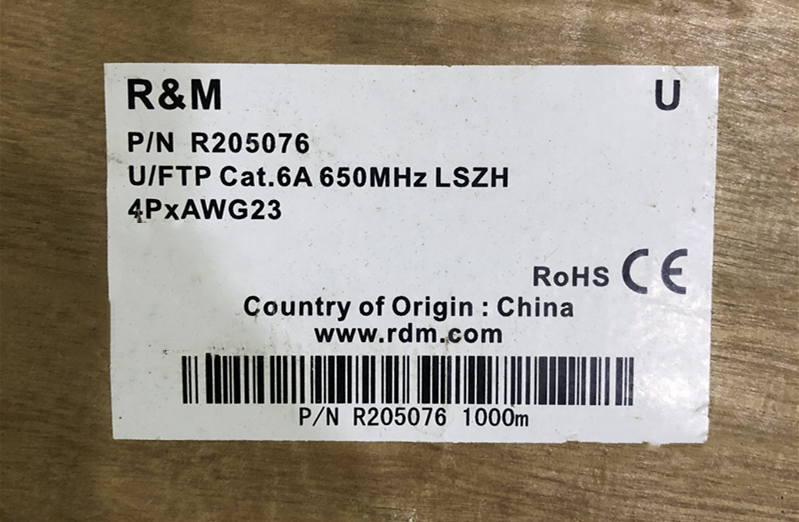 R&M U
P/N R205076
U/FTP Cat.6A 650MHz LSZH
4PxAWG23
RoHS CE
Country of Origin : China
www.rdm.com
P/N R205076 1000m